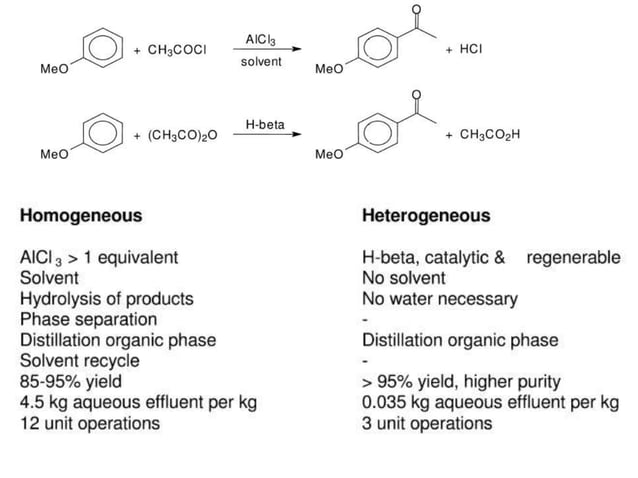 O
AlCl3
MeO + CH3COCl solvent MeO + HCl
O
H-beta
MeO + (CH3CO)2O MeO + CH3CO2H
Homogeneous Heterogeneous
AlCl3 > 1 equivalent H-beta, catalytic & regenerable
Solvent No solvent
Hydrolysis of products No water necessary
Phase separation -
Distillation organic phase Distillation organic phase
Solvent recycle -
85-95% yield > 95% yield, higher purity
4.5 kg aqueous effluent per kg 0.035 kg aqueous effluent per kg
12 unit operations 3 unit operations